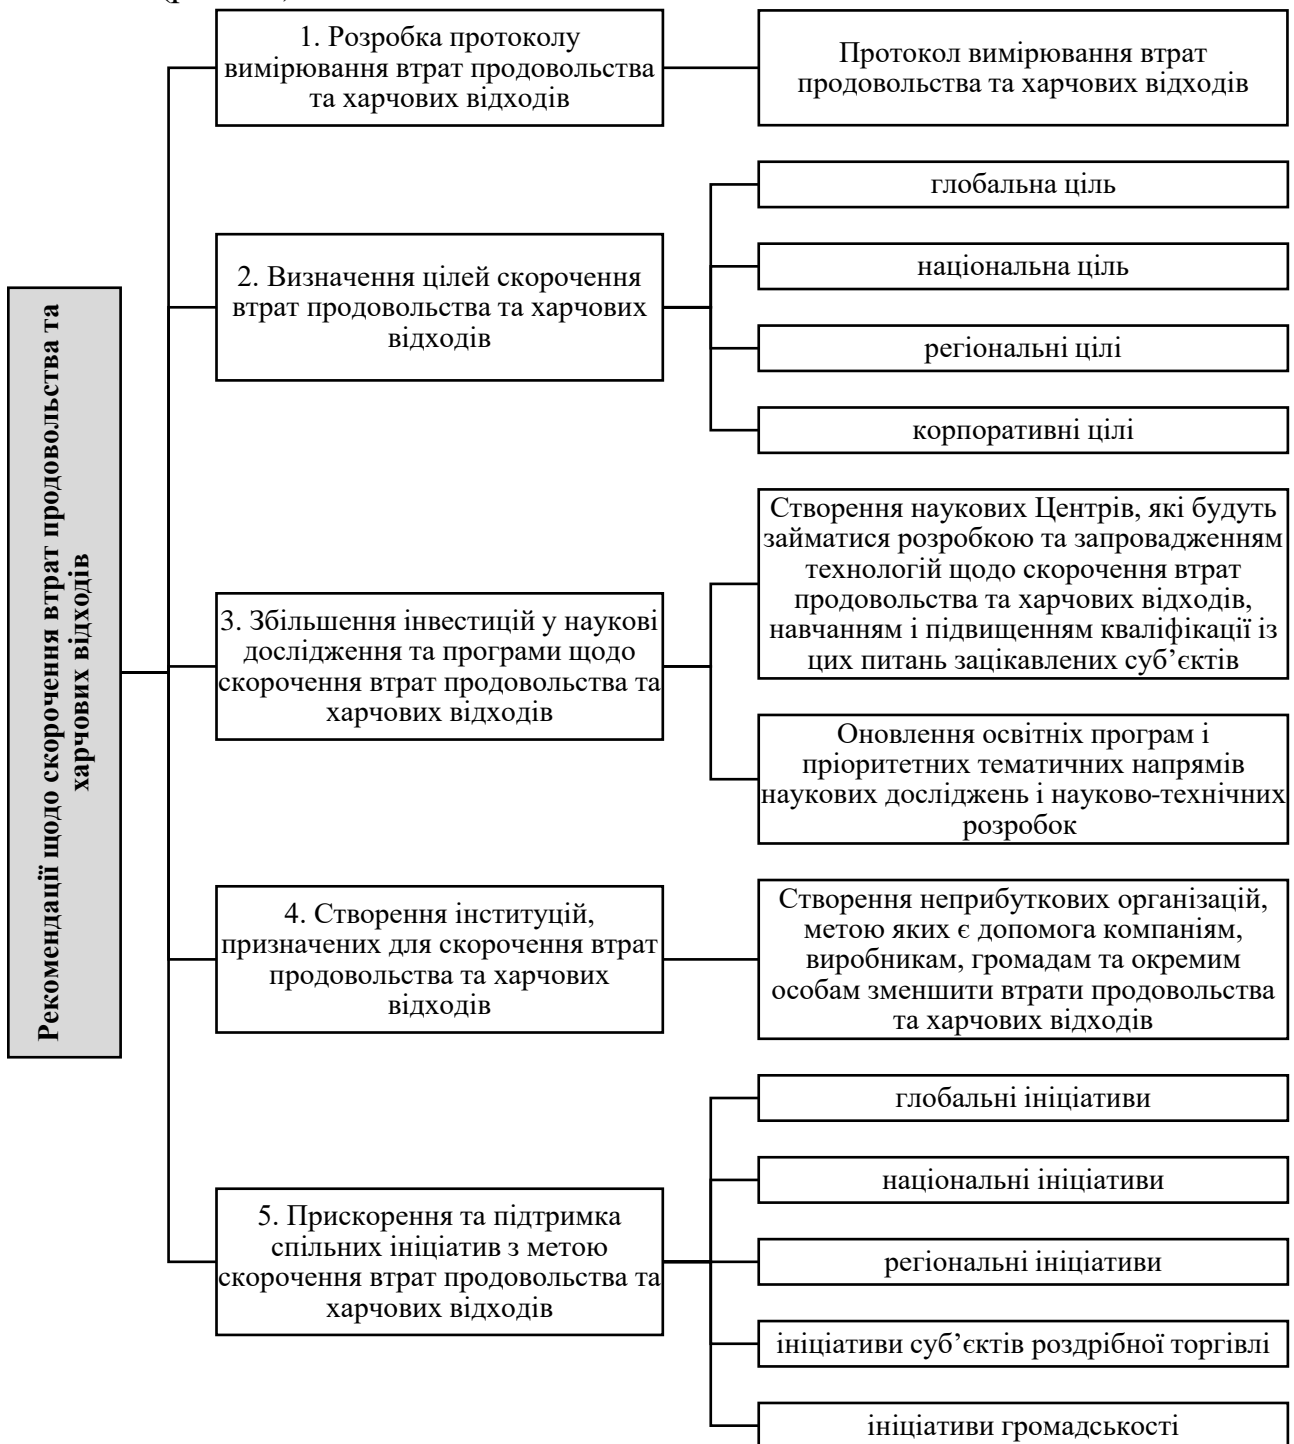 1. Розробка протоколу
вимірювання втрат продовольства
та харчових відходів
Протокол вимірювання втрат
продовольства та харчових відходів
глобальна ціль
2. Визначення цілей скорочення
втрат продовольства та харчових
відходів
національна ціль
регіональні цілі
корпоративні цілі
Рекомендації щодо скорочення втрат продовольства та
харчових відходів
3. Збільшення інвестицій у наукові
дослідження та програми щодо
скорочення втрат продовольства та
харчових відходів
Створення наукових Центрів, які будуть
займатися розробкою та запровадженням
технологій щодо скорочення втрат
продовольства та харчових відходів,
навчанням і підвищенням кваліфікації із
цих питань зацікавлених суб’єктів
Оновлення освітніх програм і
пріоритетних тематичних напрямів
наукових досліджень і науково-технічних
розробок
4. Створення інституцій,
призначених для скорочення втрат
продовольства та харчових
відходів
Створення неприбуткових організацій,
метою яких є допомога компаніям,
виробникам, громадам та окремим
особам зменшити втрати продовольства
та харчових відходів
5. Прискорення та підтримка
спільних ініціатив з метою
скорочення втрат продовольства та
харчових відходів
глобальні ініціативи
національні ініціативи
регіональні ініціативи
ініціативи суб’єктів роздрібної торгівлі
ініціативи громадськості